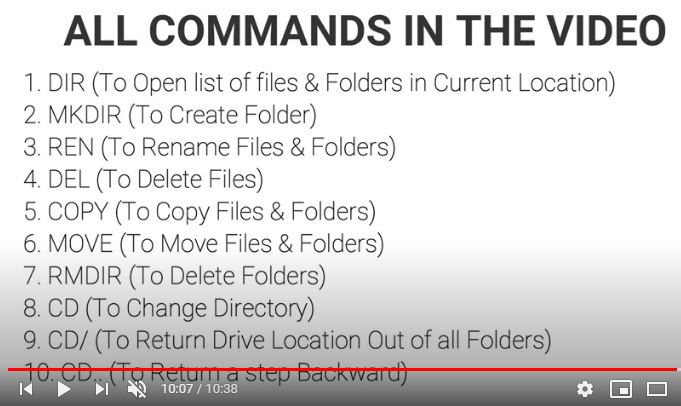 ALL COMMANDS IN THE VIDEO
1. DIR (To Open list of files & Folders in Current Location)
2. MKDIR (To Create Folder)
3. REN (To Rename Files & Folders)
4. DEL (To Delete Files)
5. COPY (To Copy Files & Folders)
6. MOVE (To Move Files & Folders)
7. RMDIR (To Delete Folders)
8. CD (To Change Directory)
9. CD/ (To Return Drive Location Out of all Folders)
10. CD.. (To Return a step Backward)
10:07 / 10:38